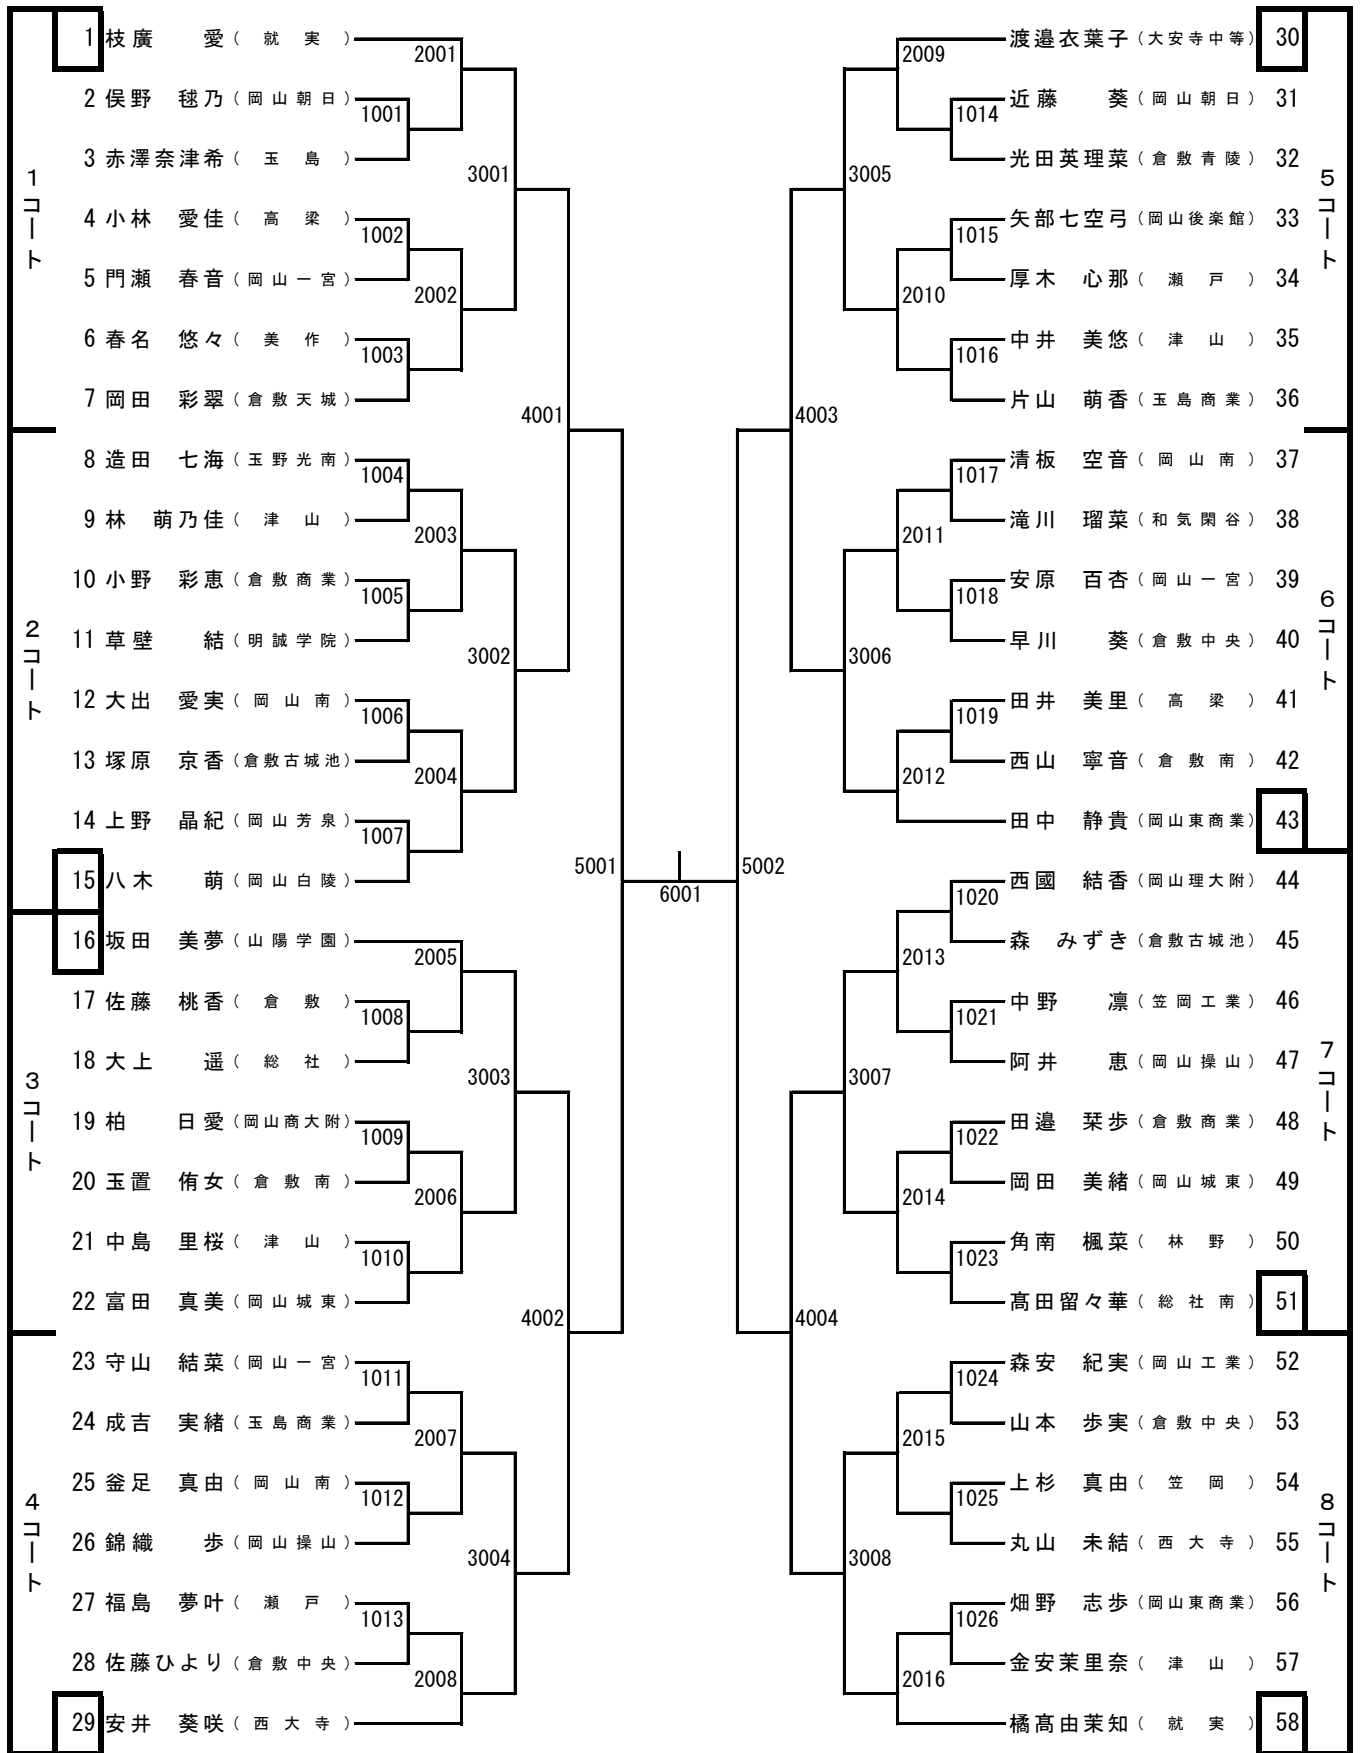 1コート
1 枝廣 愛（就実）
2 俣野 毬乃（岡山朝日）
3 赤澤奈津希（玉島）
4 小林 愛佳（高梁）
5 門瀬 春音（岡山一宮）
6 春名 悠々（美作）
7 岡田 彩翠（倉敷天城）
2コート
8 造田 七海（玉野光南）
9 林 萌乃佳（津山）
10 小野 彩恵（倉敷商業）
11 草壁 結（明誠学院）
12 大出 愛実（岡山南）
13 塚原 京香（倉敷古城池）
14 上野 晶紀（岡山芳泉）
15 八木 萌（岡山白陵）
3コート
16 坂田 美夢（山陽学園）
17 佐藤 桃香（倉敷）
18 大上 遥（総社）
19 柏 日愛（岡山商大附）
20 玉置 侑女（倉敷南）
21 中島 里桜（津山）
22 富田 真美（岡山城東）
4コート
23 守山 結菜（岡山一宮）
24 成吉 実緒（玉島商業）
25 釜足 真由（岡山南）
26 錦織 歩（岡山操山）
27 福島 夢叶（瀬戸）
28 佐藤ひより（倉敷中央）
29 安井 葵咲（西大寺）
1001
1002
1003
1004
1005
1006
1007
1008
1009
1010
1011
1012
1013
2001
2002
2003
2004
2005
2006
2007
2008
3001
3002
3003
3004
4001
4002
5001
6001
5002
4003
4004
3005
3006
3007
3008
2009
2010
2011
2012
2013
2014
2015
2016
1014
1015
1016
1017
1018
1019
1020
1021
1022
1023
1024
1025
1026
5コート
渡邉衣葉子（大安寺中等） 30
近藤 葵（岡山朝日） 31
光田英理菜（倉敷青陵） 32
矢部七空弓（岡山後楽館） 33
厚木 心那（瀬戸） 34
中井 美悠（津山） 35
片山 萌香（玉島商業） 36
6コート
清板 空音（岡山南） 37
滝川 瑠菜（和気閑谷） 38
安原 百杏（岡山一宮） 39
早川 葵（倉敷中央） 40
田井 美里（高梁） 41
西山 寧音（倉敷南） 42
田中 静貴（岡山東商業） 43
7コート
西國 結香（岡山理大附） 44
森 みずき（倉敷古城池） 45
中野 凛（笠岡工業） 46
阿井 恵（岡山操山） 47
田邉 栞歩（倉敷商業） 48
岡田 美緒（岡山城東） 49
角南 楓菜（林野） 50
髙田留々華（総社南） 51
8コート
森安 紀実（岡山工業） 52
山本 歩実（倉敷中央） 53
上杉 真由（笠岡） 54
丸山 未結（西大寺） 55
畑野 志歩（岡山東商業） 56
金安茉里奈（津山） 57
橘髙由茉知（就実） 58